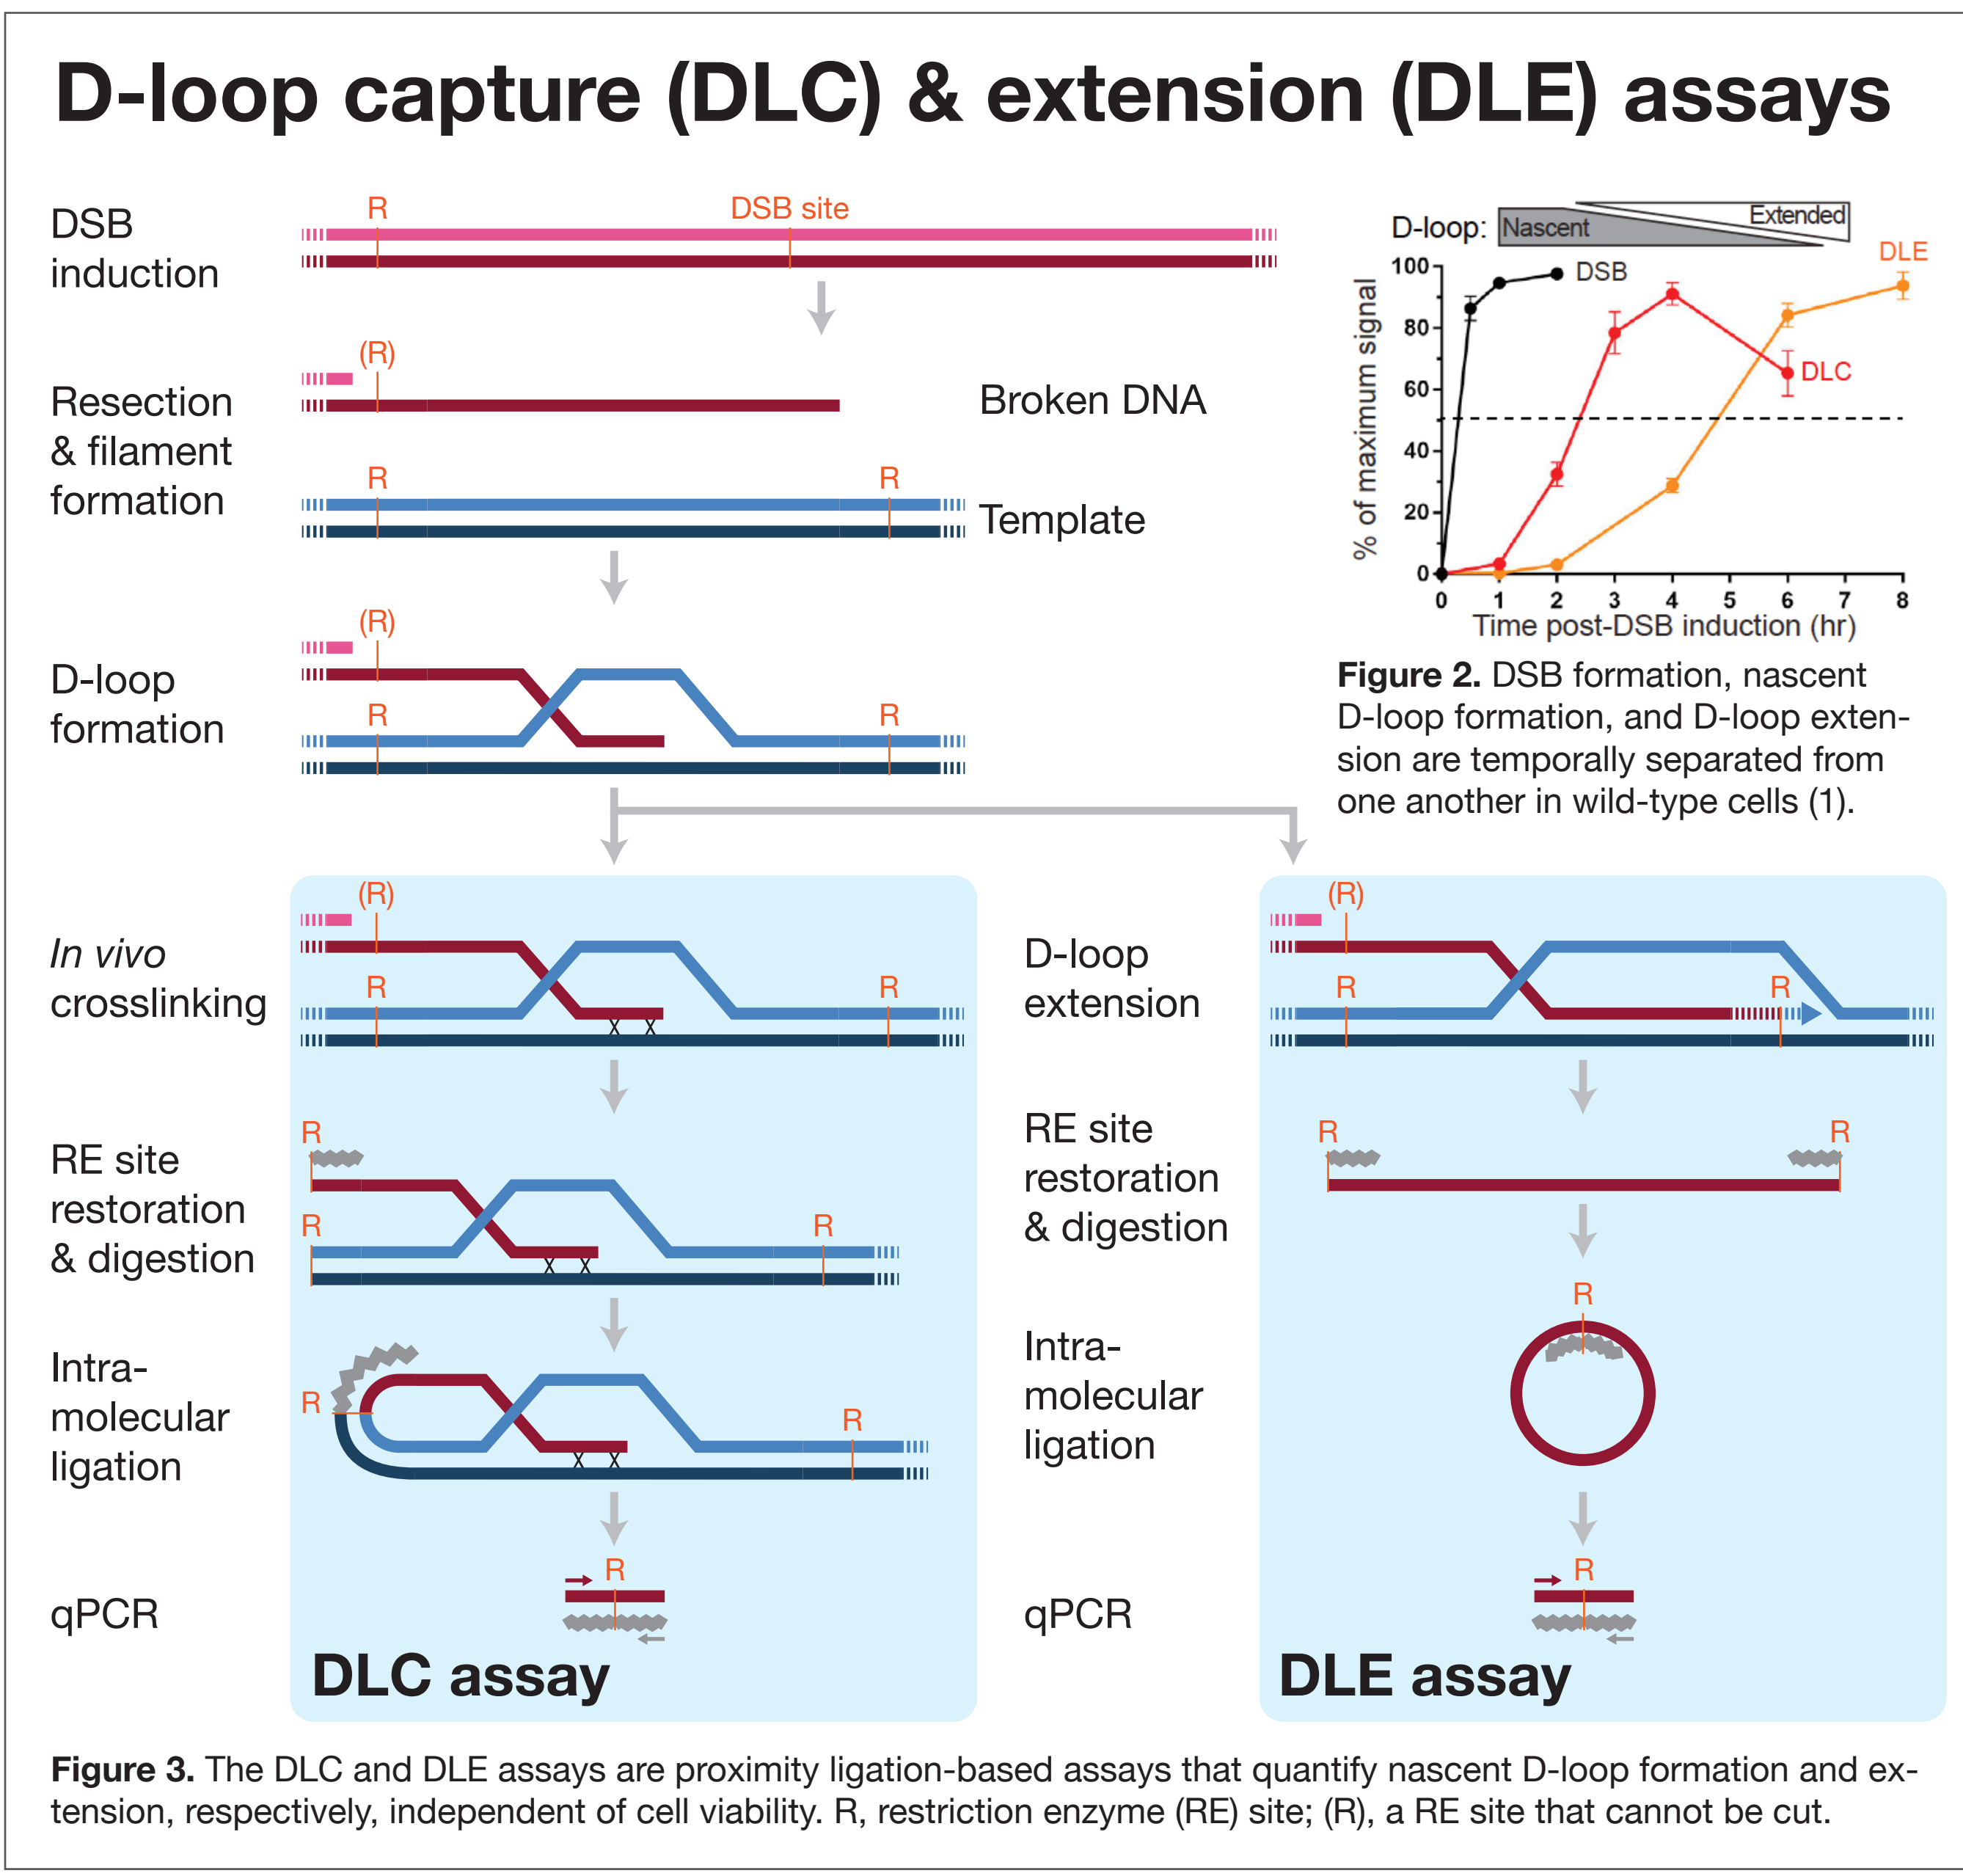 D-loop capture (DLC) & extension (DLE) assays
DSB
induction
R
DSB site
Resection
& filament
formation
(R)
Broken DNA
R
R
Template
D-loop
formation
(R)
R
R
D-loop:
Nascent
Extended
DSB
DLC
DLE
% of maximum signal
100
80
60
40
20
0
0 1 2 3 4 5 6 7 8
Time post-DSB induction (hr)
Figure 2. DSB formation, nascent
D-loop formation, and D-loop exten-
sion are temporally separated from
one another in wild-type cells (1).
In vivo
crosslinking
(R)
R
R
RE site
restoration
& digestion
R
R
R
Intra-
molecular
ligation
R
R
qPCR
R
DLC assay
D-loop
extension
(R)
R
R
RE site
restoration
& digestion
R
R
Intra-
molecular
ligation
R
qPCR
R
DLE assay
Figure 3. The DLC and DLE assays are proximity ligation-based assays that quantify nascent D-loop formation and ex-
tension, respectively, independent of cell viability. R, restriction enzyme (RE) site; (R), a RE site that cannot be cut.